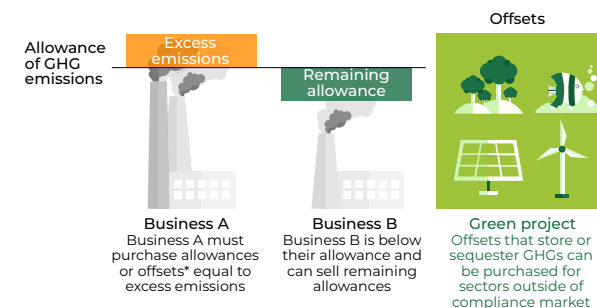 Offsets
Allowance
of GHG
emissions
Excess
emissions
Remaining
allowance
Business A
Business A must
purchase allowances
or offsets* equal to
excess emissions
Business B
Business B is below
their allowance and
can sell remaining
allowances
Green project
Offsets that store or
sequester GHGs can
be purchased for
sectors outside of
compliance market